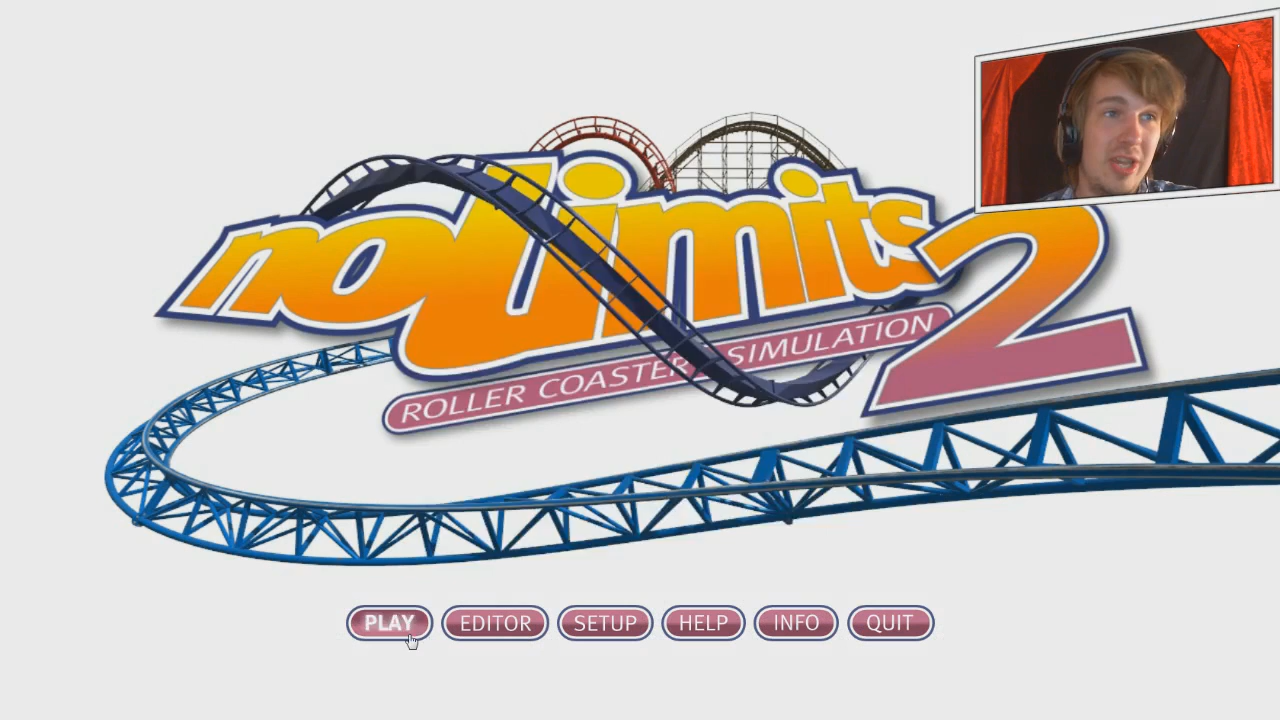 noLimits 2
ROLLER COASTER SIMULATION
PLAY EDITOR SETUP HELP INFO QUIT